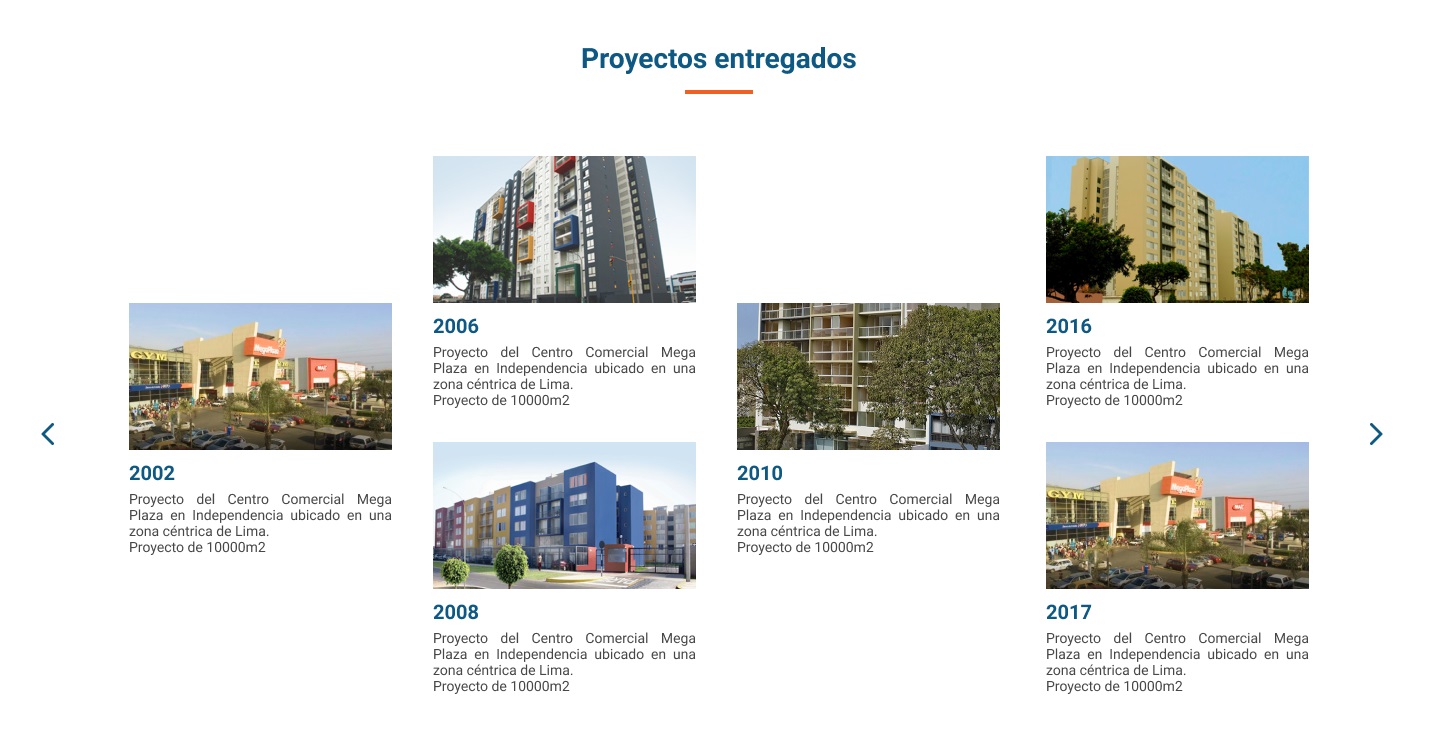 Proyectos entregados
GYM
MegaPlaza
2002
Proyecto del Centro Comercial Mega
Plaza en Independencia ubicado en una
zona céntrica de Lima.
Proyecto de 10000m2
2006
Proyecto del Centro Comercial Mega
Plaza en Independencia ubicado en una
zona céntrica de Lima.
Proyecto de 10000m2
2008
Proyecto del Centro Comercial Mega
Plaza en Independencia ubicado en una
zona céntrica de Lima.
Proyecto de 10000m2
2010
Proyecto del Centro Comercial Mega
Plaza en Independencia ubicado en una
zona céntrica de Lima.
Proyecto de 10000m2
2016
Proyecto del Centro Comercial Mega
Plaza en Independencia ubicado en una
zona céntrica de Lima.
Proyecto de 10000m2
GYM
MegaPlaza
2017
Proyecto del Centro Comercial Mega
Plaza en Independencia ubicado en una
zona céntrica de Lima.
Proyecto de 10000m2